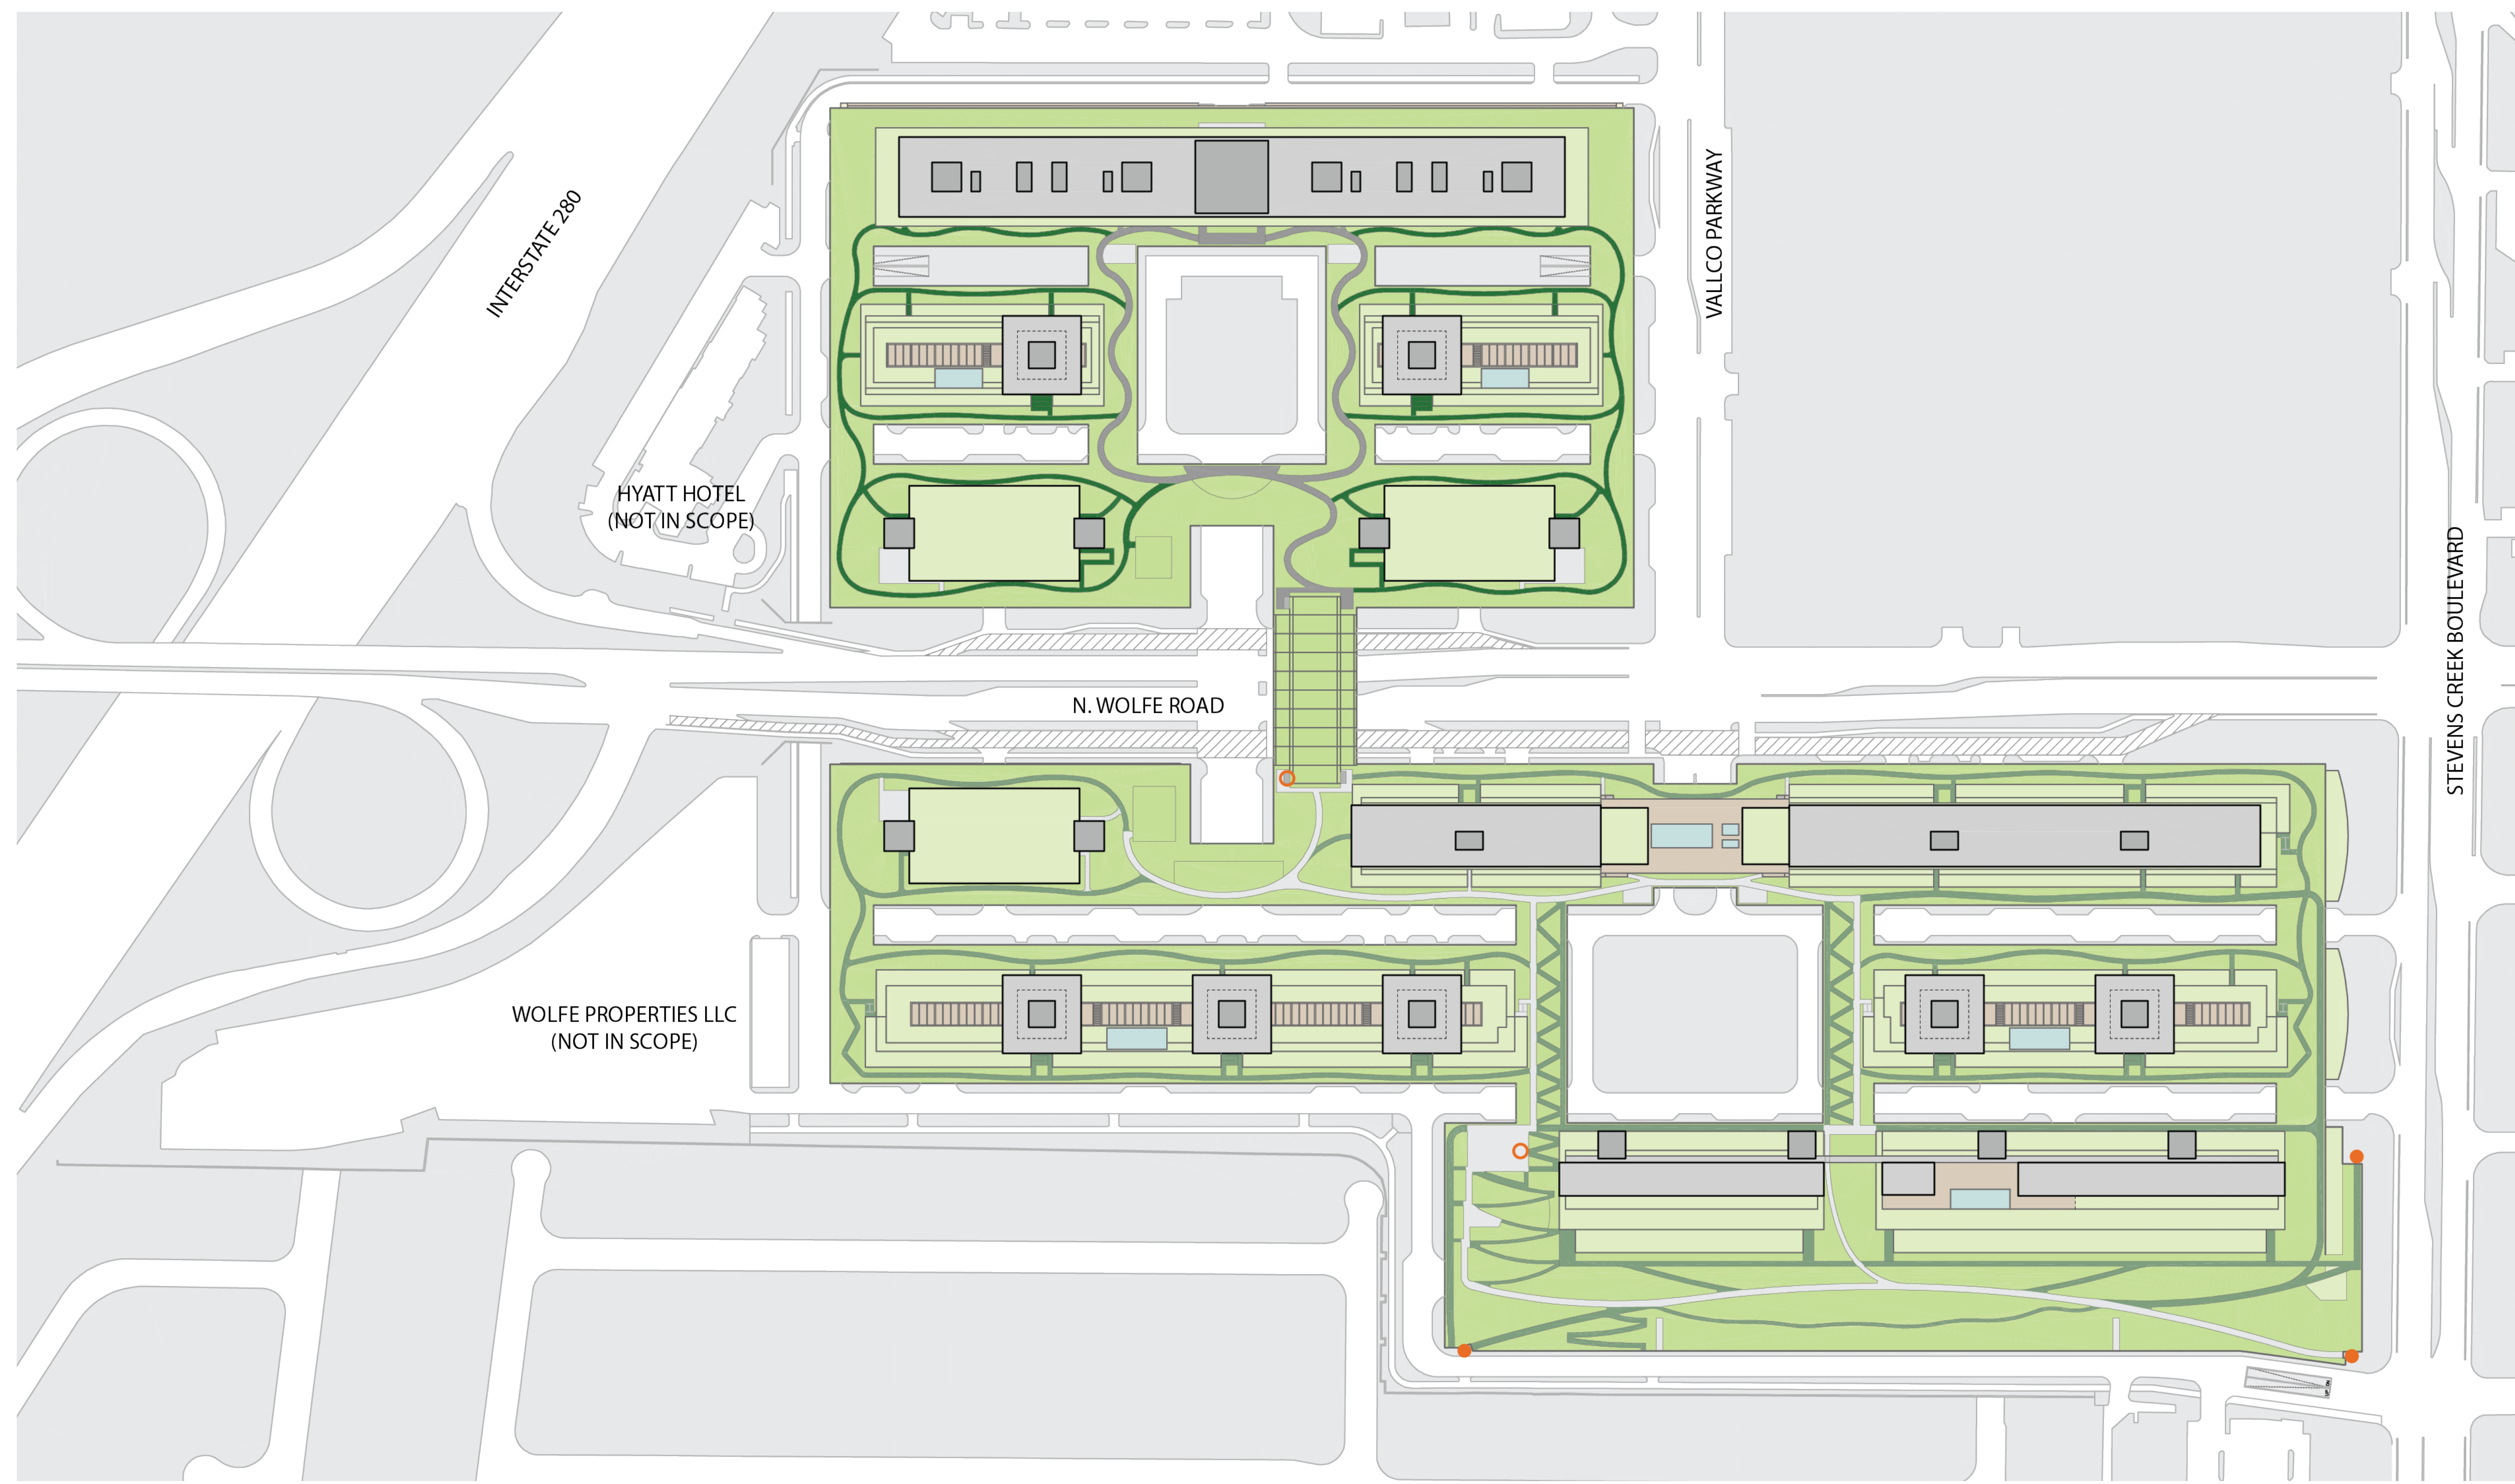 INTERSTATE 280
VALLCO PARKWAY
HYATT HOTEL
(NOT IN SCOPE)
STEVENS CREEK BOULEVARD
N. WOLFE ROAD
WOLFE PROPERTIES LLC
(NOT IN SCOPE)